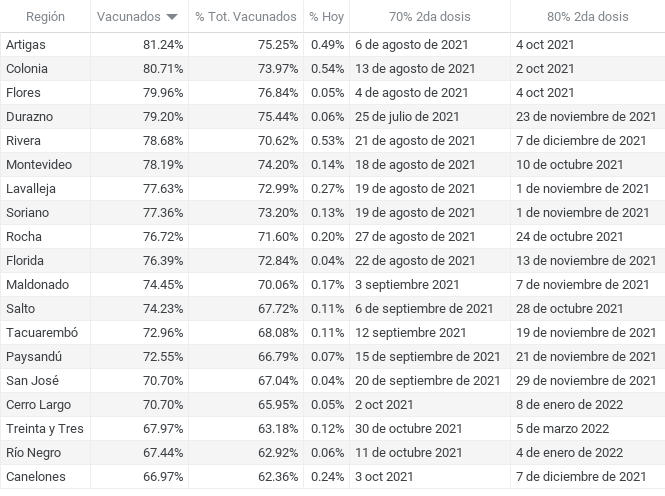 Región Vacunados % Tot. Vacunados % Hoy 70% 2da dosis 80% 2da dosis
Artigas 81.24% 75.25% 0.49% 6 de agosto de 2021 4 oct 2021
Colonia 80.71% 73.97% 0.54% 13 de agosto de 2021 2 oct 2021
Flores 79.96% 76.84% 0.05% 4 de agosto de 2021 4 oct 2021
Durazno 79.20% 75.44% 0.06% 25 de julio de 2021 23 de noviembre de 2021
Rivera 78.68% 70.62% 0.53% 21 de agosto de 2021 7 de diciembre de 2021
Montevideo 78.19% 74.20% 0.14% 18 de agosto de 2021 10 de octubre 2021
Lavalleja 77.63% 72.99% 0.27% 19 de agosto de 2021 1 de noviembre de 2021
Soriano 77.36% 73.20% 0.13% 19 de agosto de 2021 1 de noviembre de 2021
Rocha 76.72% 71.60% 0.20% 27 de agosto de 2021 24 de octubre 2021
Florida 76.39% 72.84% 0.04% 22 de agosto de 2021 13 de noviembre de 2021
Maldonado 74.45% 70.06% 0.17% 3 septiembre 2021 7 de noviembre de 2021
Salto 74.23% 67.72% 0.11% 6 de septiembre de 2021 28 de octubre 2021
Tacuarembó 72.96% 68.08% 0.11% 12 septiembre 2021 19 de noviembre de 2021
Paysandú 72.55% 66.79% 0.07% 15 de septiembre de 2021 21 de noviembre de 2021
San José 70.70% 67.04% 0.04% 20 de septiembre de 2021 29 de noviembre de 2021
Cerro Largo 70.70% 65.95% 0.05% 2 oct 2021 8 de enero de 2022
Treinta y Tres 67.97% 63.18% 0.12% 30 de octubre de 2021 5 de marzo de 2022
Río Negro 67.44% 62.92% 0.06% 11 de octubre de 2021 4 de enero de 2022
Canelones 66.97% 62.36% 0.24% 3 oct 2021 7 de diciembre de 2021